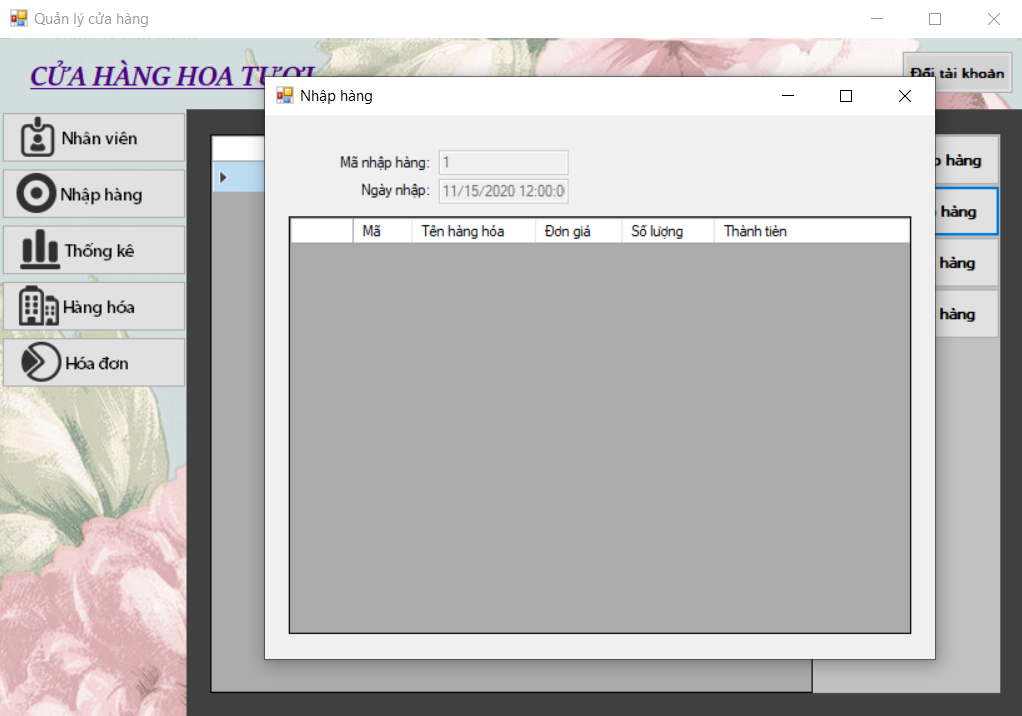 Quản lý cửa hàng
CỬA HÀNG HOA TƯƠI
Đổi tài khoản
Nhân viên
Nhập hàng
Thống kê
Hàng hóa
Hóa đơn
Nhập hàng
Mã nhập hàng: 1
Ngày nhập: 11/15/2020 12:00:0
Mã Tên hàng hóa Đơn giá Số lượng Thành tiền
hàng
hàng
hàng
hàng